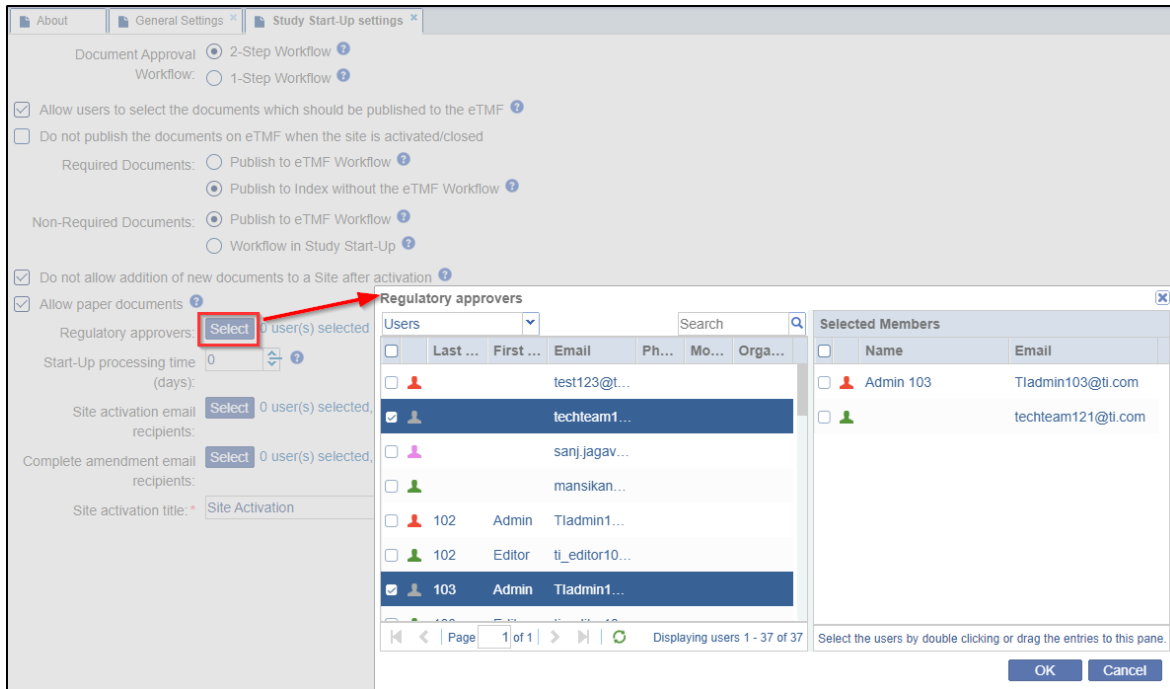 About General Settings Study Start-Up settings
Document Approval Workflow: 2-Step Workflow
1-Step Workflow
Allow users to select the documents which should be published to the eTMF
Do not publish the documents on eTMF when the site is activated/closed
Required Documents: Publish to eTMF Workflow
Publish to Index without the eTMF Workflow
Non-Required Documents: Publish to eTMF Workflow
Workflow in Study Start-Up
Do not allow addition of new documents to a Site after activation
Allow paper documents
Regulatory approvers: Select 0 user(s) selected
Start-Up processing time (days): 0
Site activation email recipients: Select 0 user(s) selected,
Complete amendment email recipients: Select 0 user(s) selected,
Site activation title:* Site Activation
Regulatory approvers
Users Search
Last ... First ... Email Ph... Mo... Orga...
test123@t...
techteam1...
sanj.jagav...
mansikan...
102 Admin TIadmin1...
102 Editor ti_editor10...
103 Admin TIadmin1...
Page 1 of 1 Displaying users 1 - 37 of 37
Selected Members
Name Email
Admin 103 TIadmin103@ti.com
techteam121@ti.com
Select the users by double clicking or drag the entries to this pane.
OK Cancel